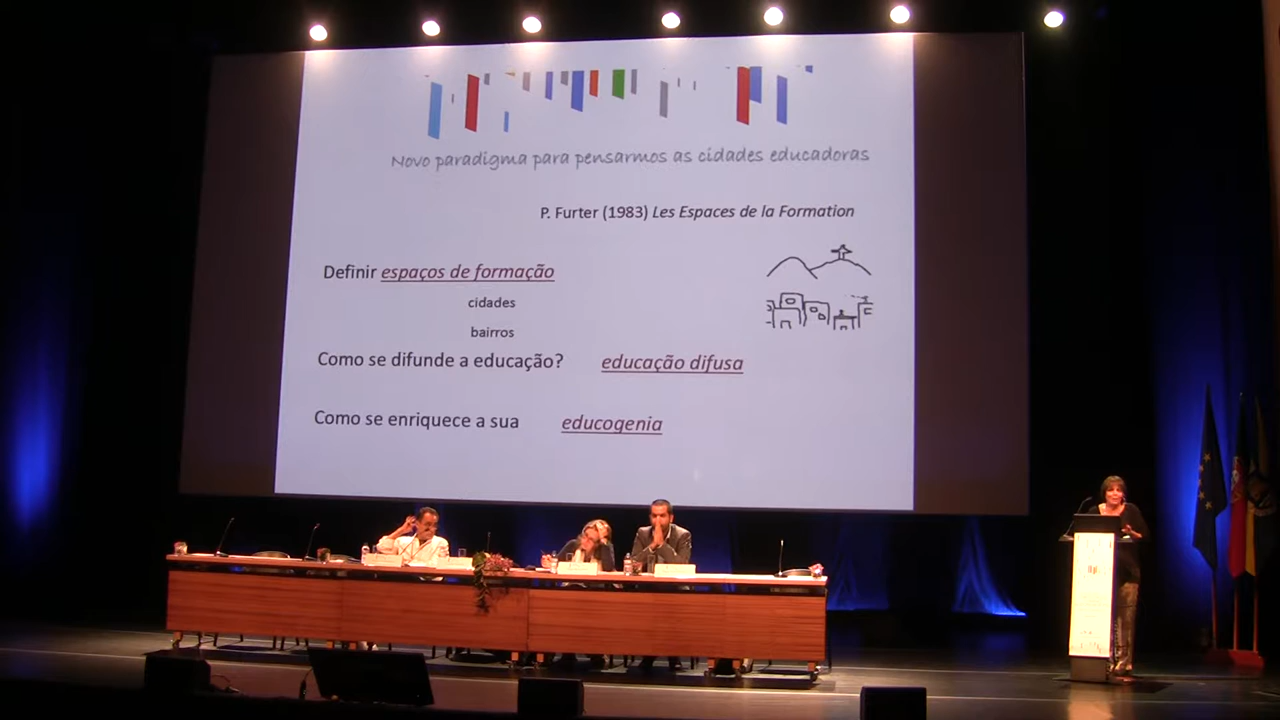 Novo paradigma para pensarmos as cidades educadoras
P. Furter (1983) Les Espaces de la Formation
Definir espaços de formação
cidades
bairros
Como se difunde a educação? educação difusa
Como se enriquece a sua educogenia